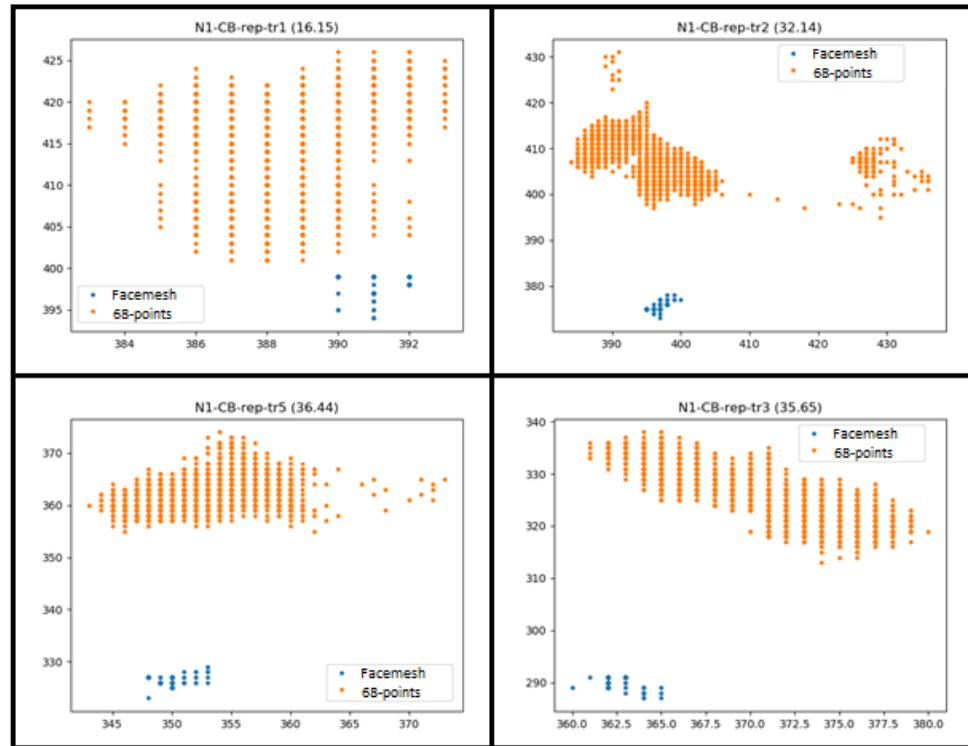 N1-CB-rep-tr1 (16.15)
425
420
415
410
405
400
395
Facemesh
68-points
384 386 388 390 392
N1-CB-rep-tr2 (32.14)
430
420
410
400
390
380
Facemesh
68-points
390 400 410 420 430
N1-CB-rep-tr5 (36.44)
370
360
350
340
330
Facemesh
68-points
345 350 355 360 365 370
N1-CB-rep-tr3 (35.65)
340
330
320
310
300
290
Facemesh
68-points
360.0 362.5 365.0 367.5 370.0 372.5 375.0 377.5 380.0